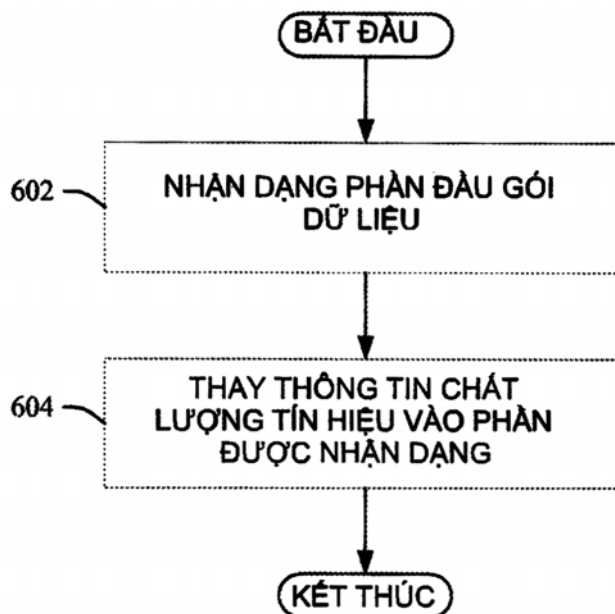 BẮT ĐẦU
602
NHẬN DẠNG PHẦN ĐẦU GÓI
DỮ LIỆU
604
THAY THÔNG TIN CHẤT
LƯỢNG TÍN HIỆU VÀO PHẦN
ĐƯỢC NHẬN DẠNG
KẾT THÚC